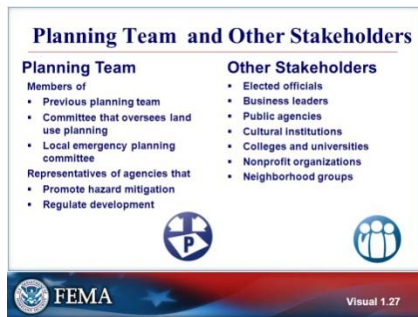 Planning Team and Other Stakeholders
Planning Team
Members of
▪ Previous planning team
▪ Committee that oversees land
use planning
▪ Local emergency planning
committee
Representatives of agencies that
▪ Promote hazard mitigation
▪ Regulate development
Other Stakeholders
▪ Elected officials
▪ Business leaders
▪ Public agencies
▪ Cultural institutions
▪ Colleges and universities
▪ Nonprofit organizations
▪ Neighborhood groups
P
FEMA
Visual 1.27